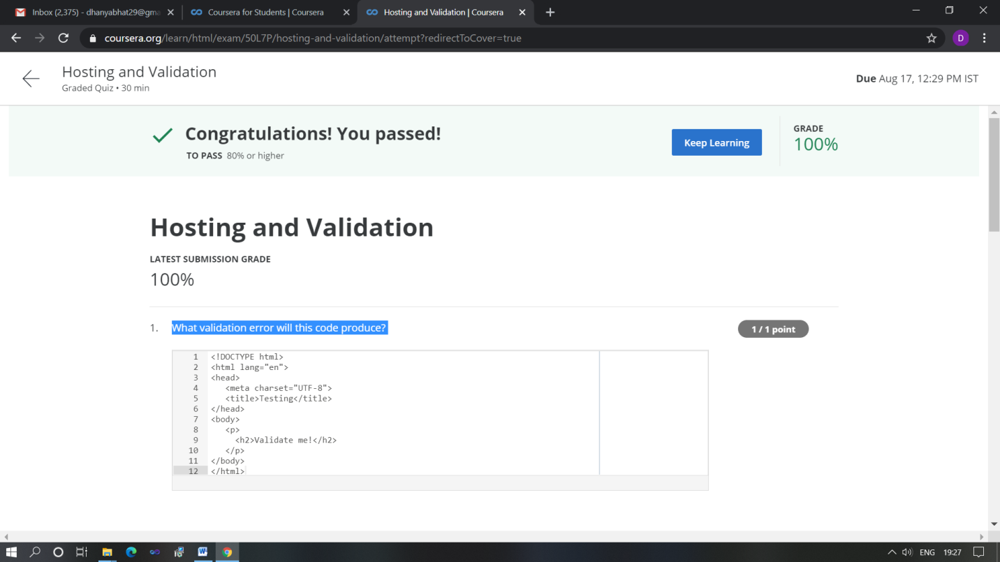 Inbox (2,375) - dhanyabhat29@gma
Coursera for Students | Coursera
Hosting and Validation | Coursera
coursera.org/learn/html/exam/50L7P/hosting-and-validation/attempt?redirectToCover=true
D
Hosting and Validation
Graded Quiz • 30 min
Due Aug 17, 12:29 PM IST
Congratulations! You passed!
TO PASS 80% or higher
Keep Learning
GRADE
100%
Hosting and Validation
LATEST SUBMISSION GRADE
100%
1. What validation error will this code produce?
1 / 1 point
1 <!DOCTYPE html>
2 <html lang="en">
3 <head>
4 <meta charset="UTF-8">
5 <title>Testing</title>
6 </head>
7 <body>
8 <p>
9 <h2>Validate me!</h2>
10 </p>
11 </body>
12 </html>
ENG 19:27